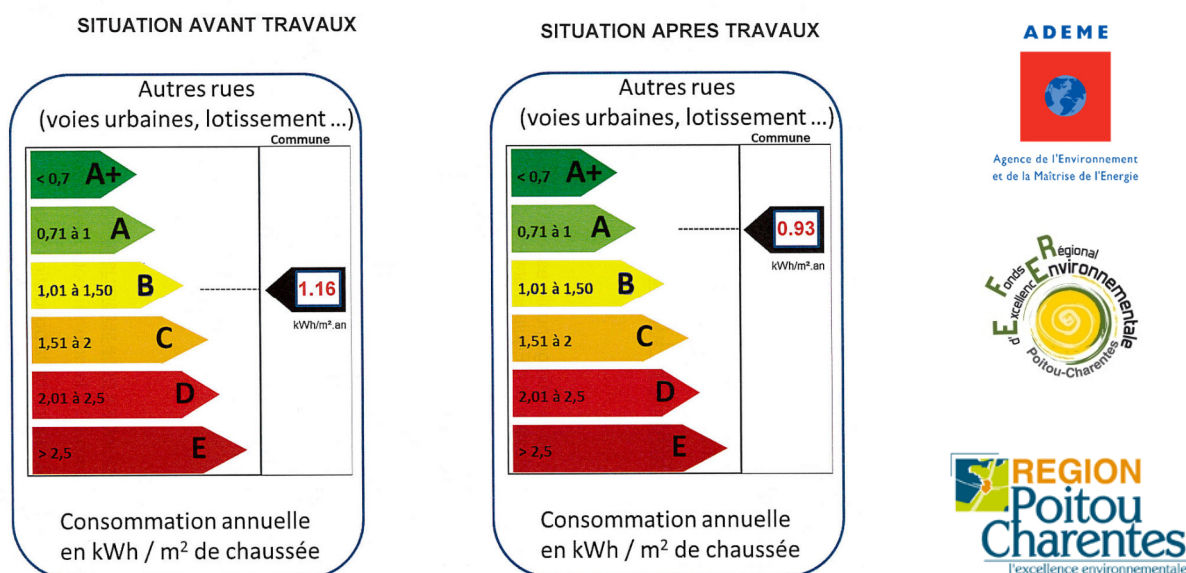 SITUATION AVANT TRAVAUX
Autres rues
(voies urbaines, lotissement ...)
Commune
< 0,7 A+
0,71 à 1 A
1,01 à 1,50 B
1.16
kWh/m².an
1,51 à 2 C
2,01 à 2,5 D
> 2,5 E
Consommation annuelle
en kWh / m² de chaussée
SITUATION APRES TRAVAUX
Autres rues
(voies urbaines, lotissement ...)
Commune
< 0,7 A+
0,71 à 1 A
0.93
kWh/m².an
1,01 à 1,50 B
1,51 à 2 C
2,01 à 2,5 D
> 2,5 E
Consommation annuelle
en kWh / m² de chaussée
ADEME
Agence de l'Environnement
et de la Maîtrise de l'Energie
Fonds Régional
d'Excellence Environnementale
Poitou-Charentes
REGION
Poitou
Charentes
l'excellence environnementale